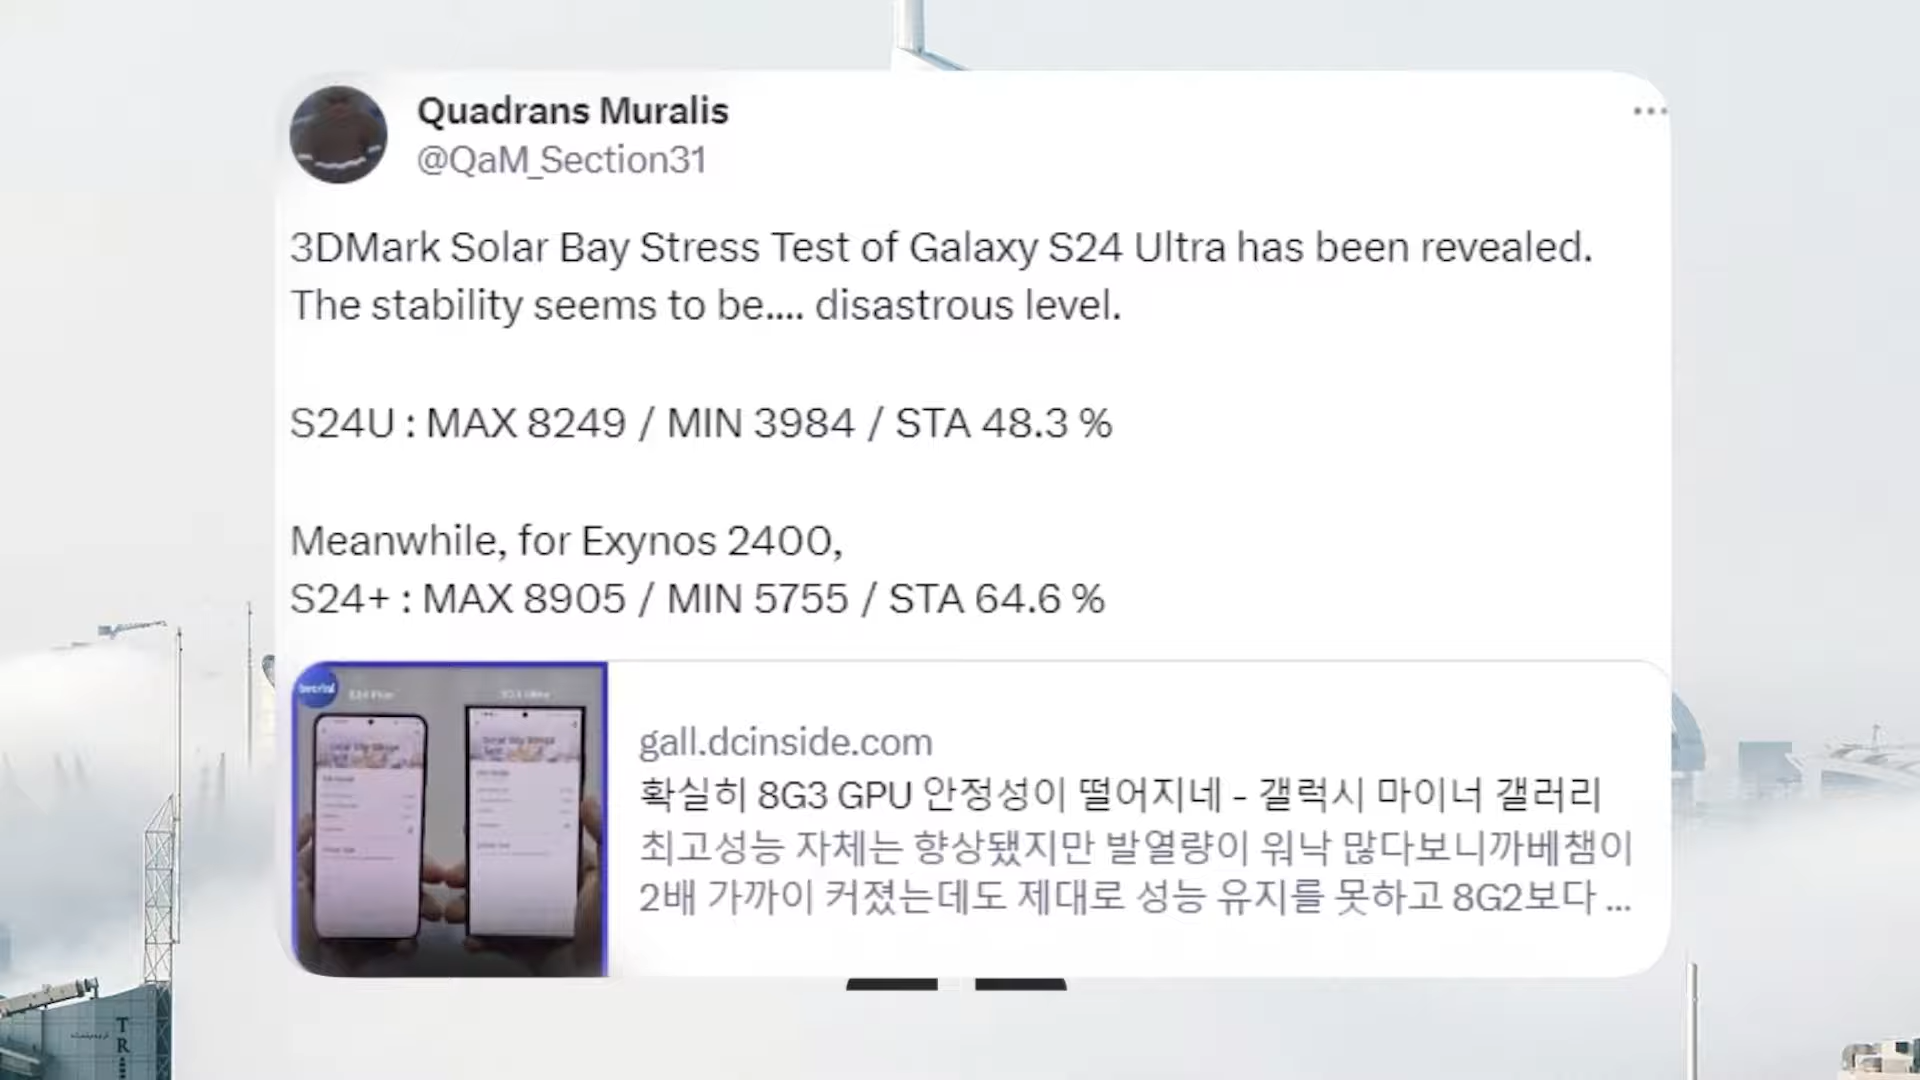 Quadrans Muralis
@QaM_Section31
3DMark Solar Bay Stress Test of Galaxy S24 Ultra has been revealed.
The stability seems to be.... disastrous level.
S24U : MAX 8249 / MIN 3984 / STA 48.3 %
Meanwhile, for Exynos 2400,
S24+ : MAX 8905 / MIN 5755 / STA 64.6 %
gall.dcinside.com
확실히 8G3 GPU 안정성이 떨어지네 - 갤럭시 마이너 갤러리
최고성능 자체는 향상됐지만 발열량이 워낙 많다보니까베챔이
2배 가까이 커졌는데도 제대로 성능 유지를 못하고 8G2보다 ...